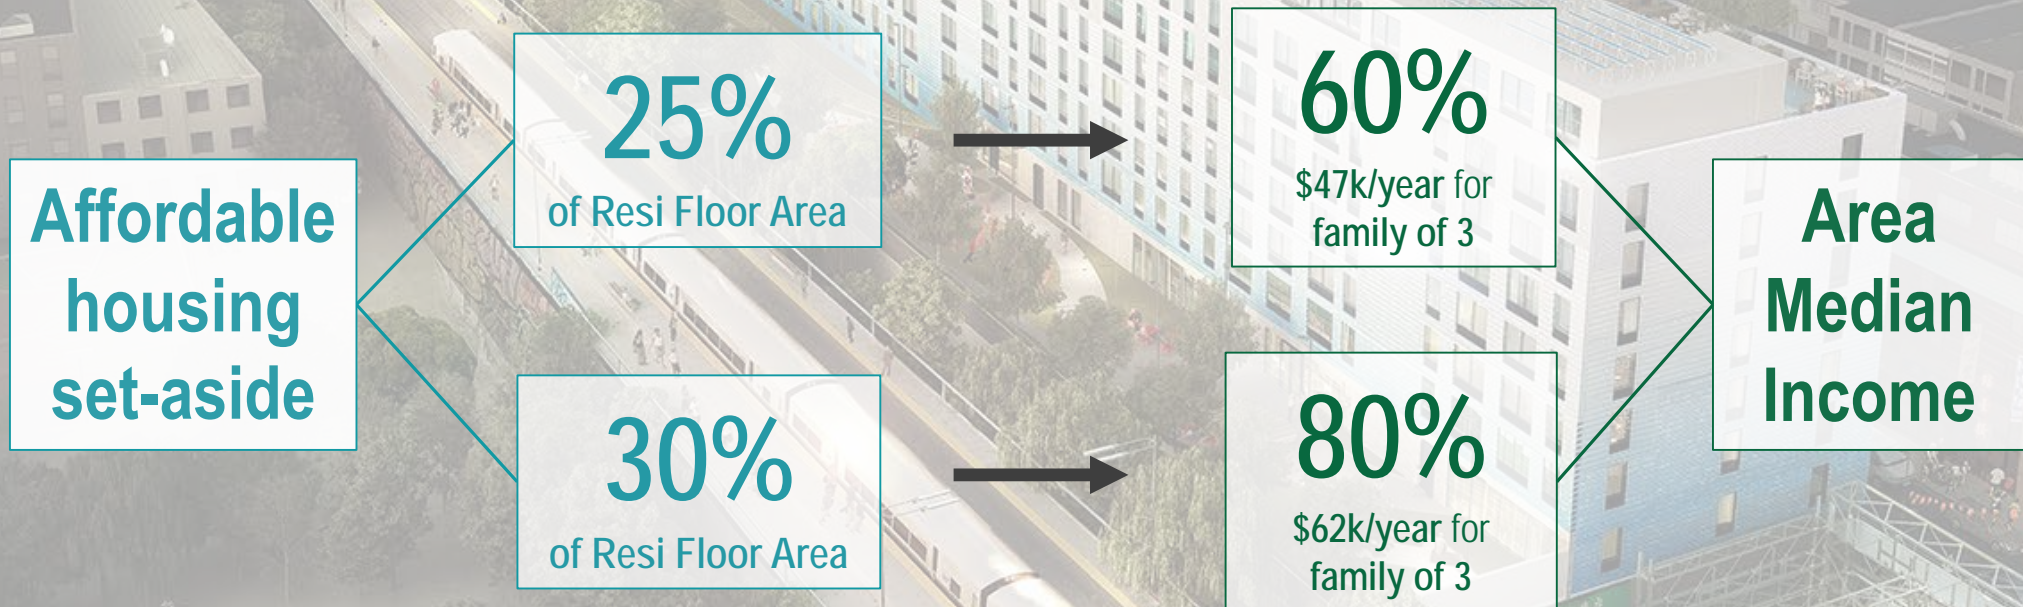 Affordable
housing
set-aside
25%
of Resi Floor Area
60%
$47k/year for
family of 3
30%
of Resi Floor Area
80%
$62k/year for
family of 3
Area
Median
Income